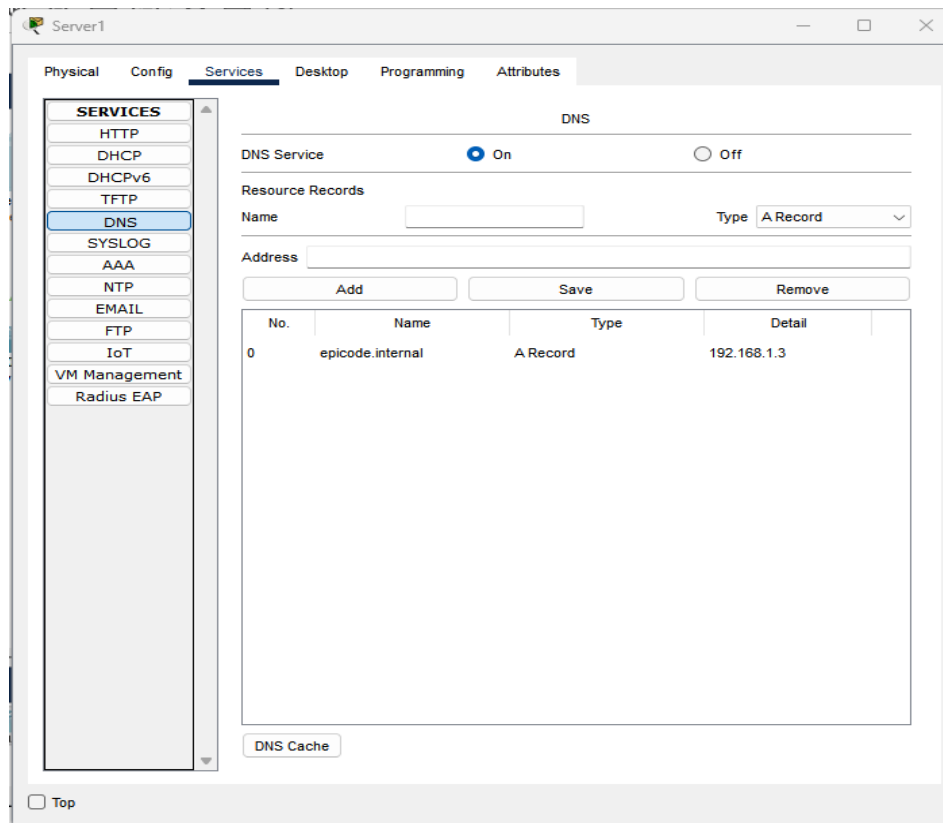 Server1
Physical Config Services Desktop Programming Attributes
SERVICES
HTTP
DHCP
DHCPv6
TFTP
DNS
SYSLOG
AAA
NTP
EMAIL
FTP
IoT
VM Management
Radius EAP
DNS
DNS Service On Off
Resource Records
Name Type A Record
Address
Add Save Remove
No. Name Type Detail
0 epicode.internal A Record 192.168.1.3
DNS Cache
Top